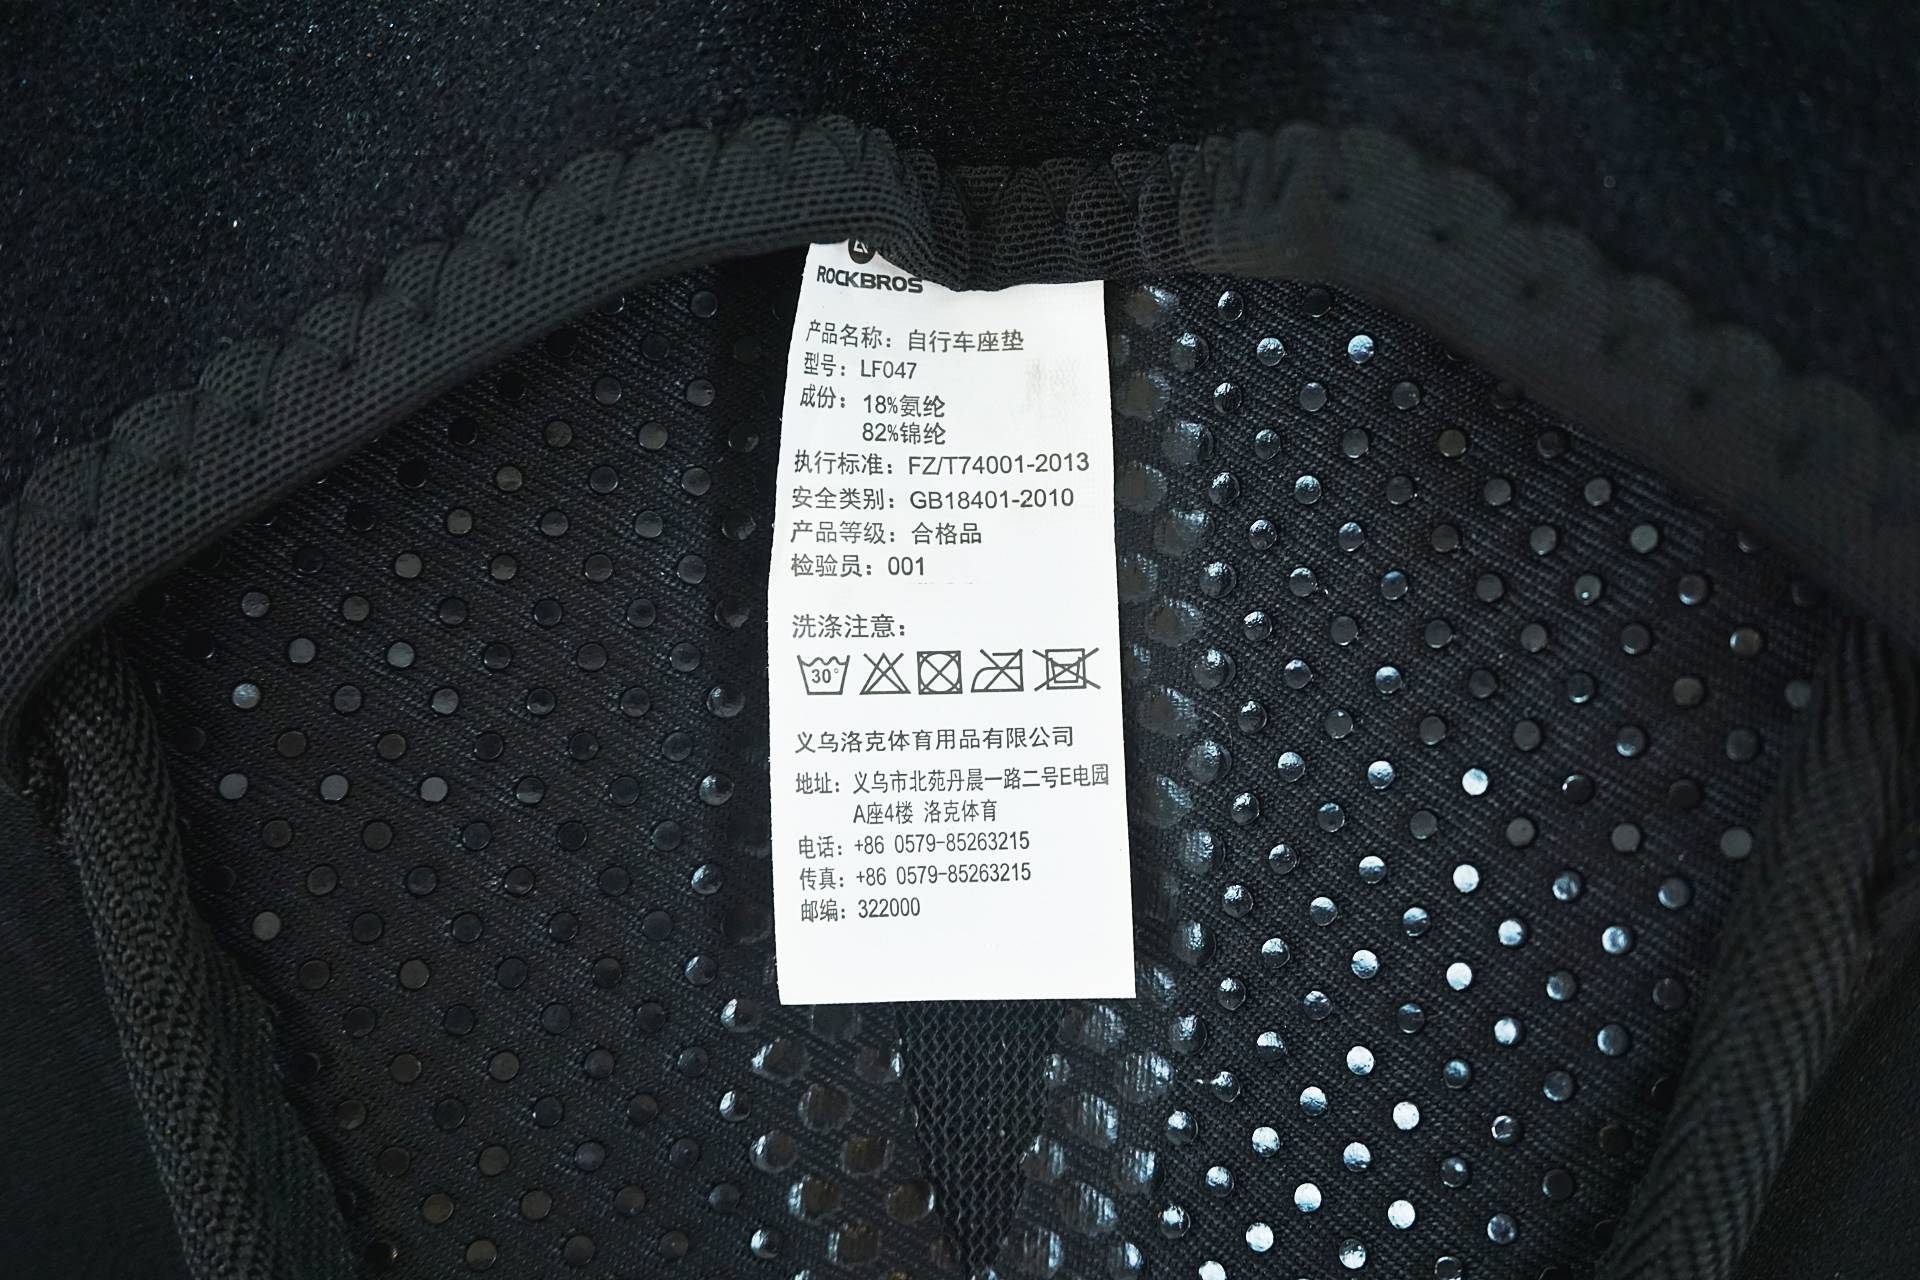 ROCKBROS
产品名称：自行车座垫
型号：LF047
成份：18%氨纶
82%锦纶
执行标准：FZ/T74001-2013
安全类别：GB18401-2010
产品等级：合格品
检验员：001
洗涤注意：
30°
义乌洛克体育用品有限公司
地址：义乌市北苑丹晨一路二号E电园
A座4楼 洛克体育
电话：+86 0579-85263215
传真：+86 0579-85263215
邮编：322000